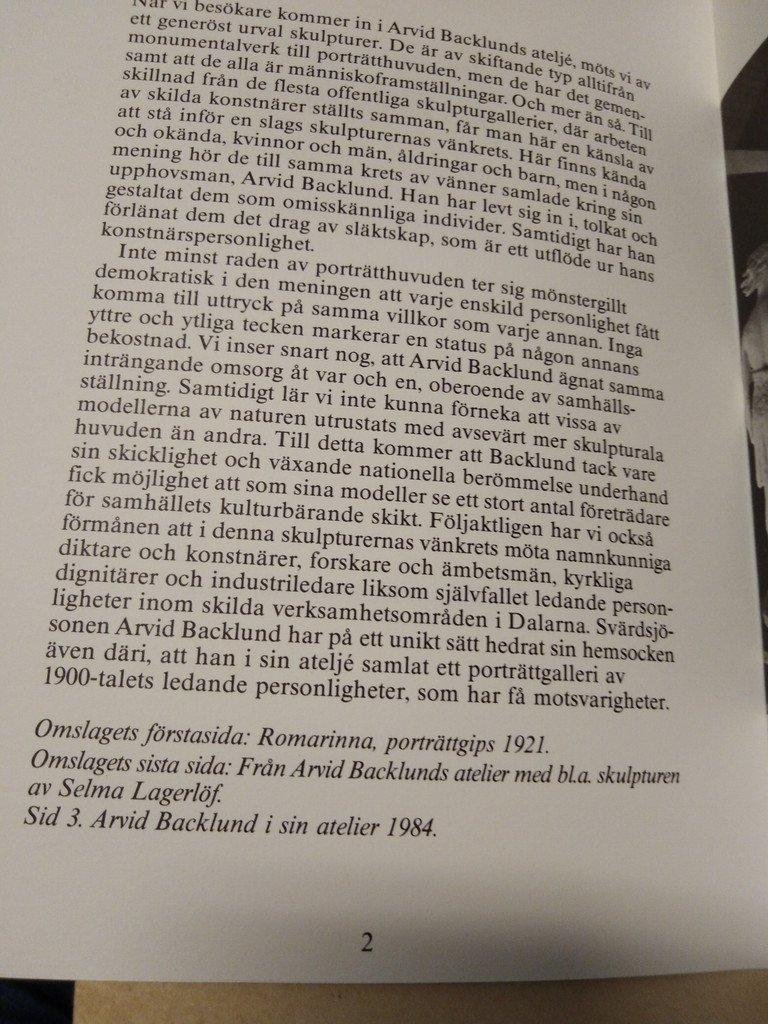 När vi besökare kommer in i Arvid Backlunds ateljé, möts vi av
ett generöst urval skulpturer. De är av skiftande typ alltifrån
monumentalverk till porträtthuvuden, men de har det gemen-
samt att de alla är människoframställningar. Och mer än så. Till
skillnad från de flesta offentliga skulpturgallerier, där arbeten
av skilda konstnärer ställts samman, får man här en känsla av
att stå inför en slags skulpturernas vänkrets. Här finns kända
och okända, kvinnor och män, åldringar och barn, men i någon
mening hör de till samma krets av vänner samlade kring sin
upphovsman, Arvid Backlund. Han har levt sig in i, tolkat och
gestaltat dem som omisskännliga individer. Samtidigt har han
förlänat dem det drag av släktskap, som är ett utflöde ur hans
konstnärspersonlighet.
Inte minst raden av porträtthuvuden ter sig mönstergillt
demokratisk i den meningen att varje enskild personlighet fått
komma till uttryck på samma villkor som varje annan. Inga
yttre och ytliga tecken markerar en status på någon annans
bekostnad. Vi inser snart nog, att Arvid Backlund ägnat samma
inträngande omsorg åt var och en, oberoende av samhälls-
ställning. Samtidigt lär vi inte kunna förneka att vissa av
modellerna av naturen utrustats med avsevärt mer skulpturala
huvuden än andra. Till detta kommer att Backlund tack vare
sin skicklighet och växande nationella berömmelse underhand
fick möjlighet att som sina modeller se ett stort antal företrädare
för samhällets kulturbärande skikt. Följaktligen har vi också
förmånen att i denna skulpturernas vänkrets möta namnkunniga
diktare och konstnärer, forskare och ämbetsmän, kyrkliga
dignitärer och industriledare liksom självfallet ledande person-
ligheter inom skilda verksamhetsområden i Dalarna. Svärdsjö-
sonen Arvid Backlund har på ett unikt sätt hedrat sin hemsocken
även däri, att han i sin ateljé samlat ett porträttgalleri av
1900-talets ledande personligheter, som har få motsvarigheter.
Omslagets förstasida: Romarinna, porträttgips 1921.
Omslagets sista sida: Från Arvid Backlunds atelier med bl.a. skulpturen
av Selma Lagerlöf.
Sid 3. Arvid Backlund i sin atelier 1984.
2